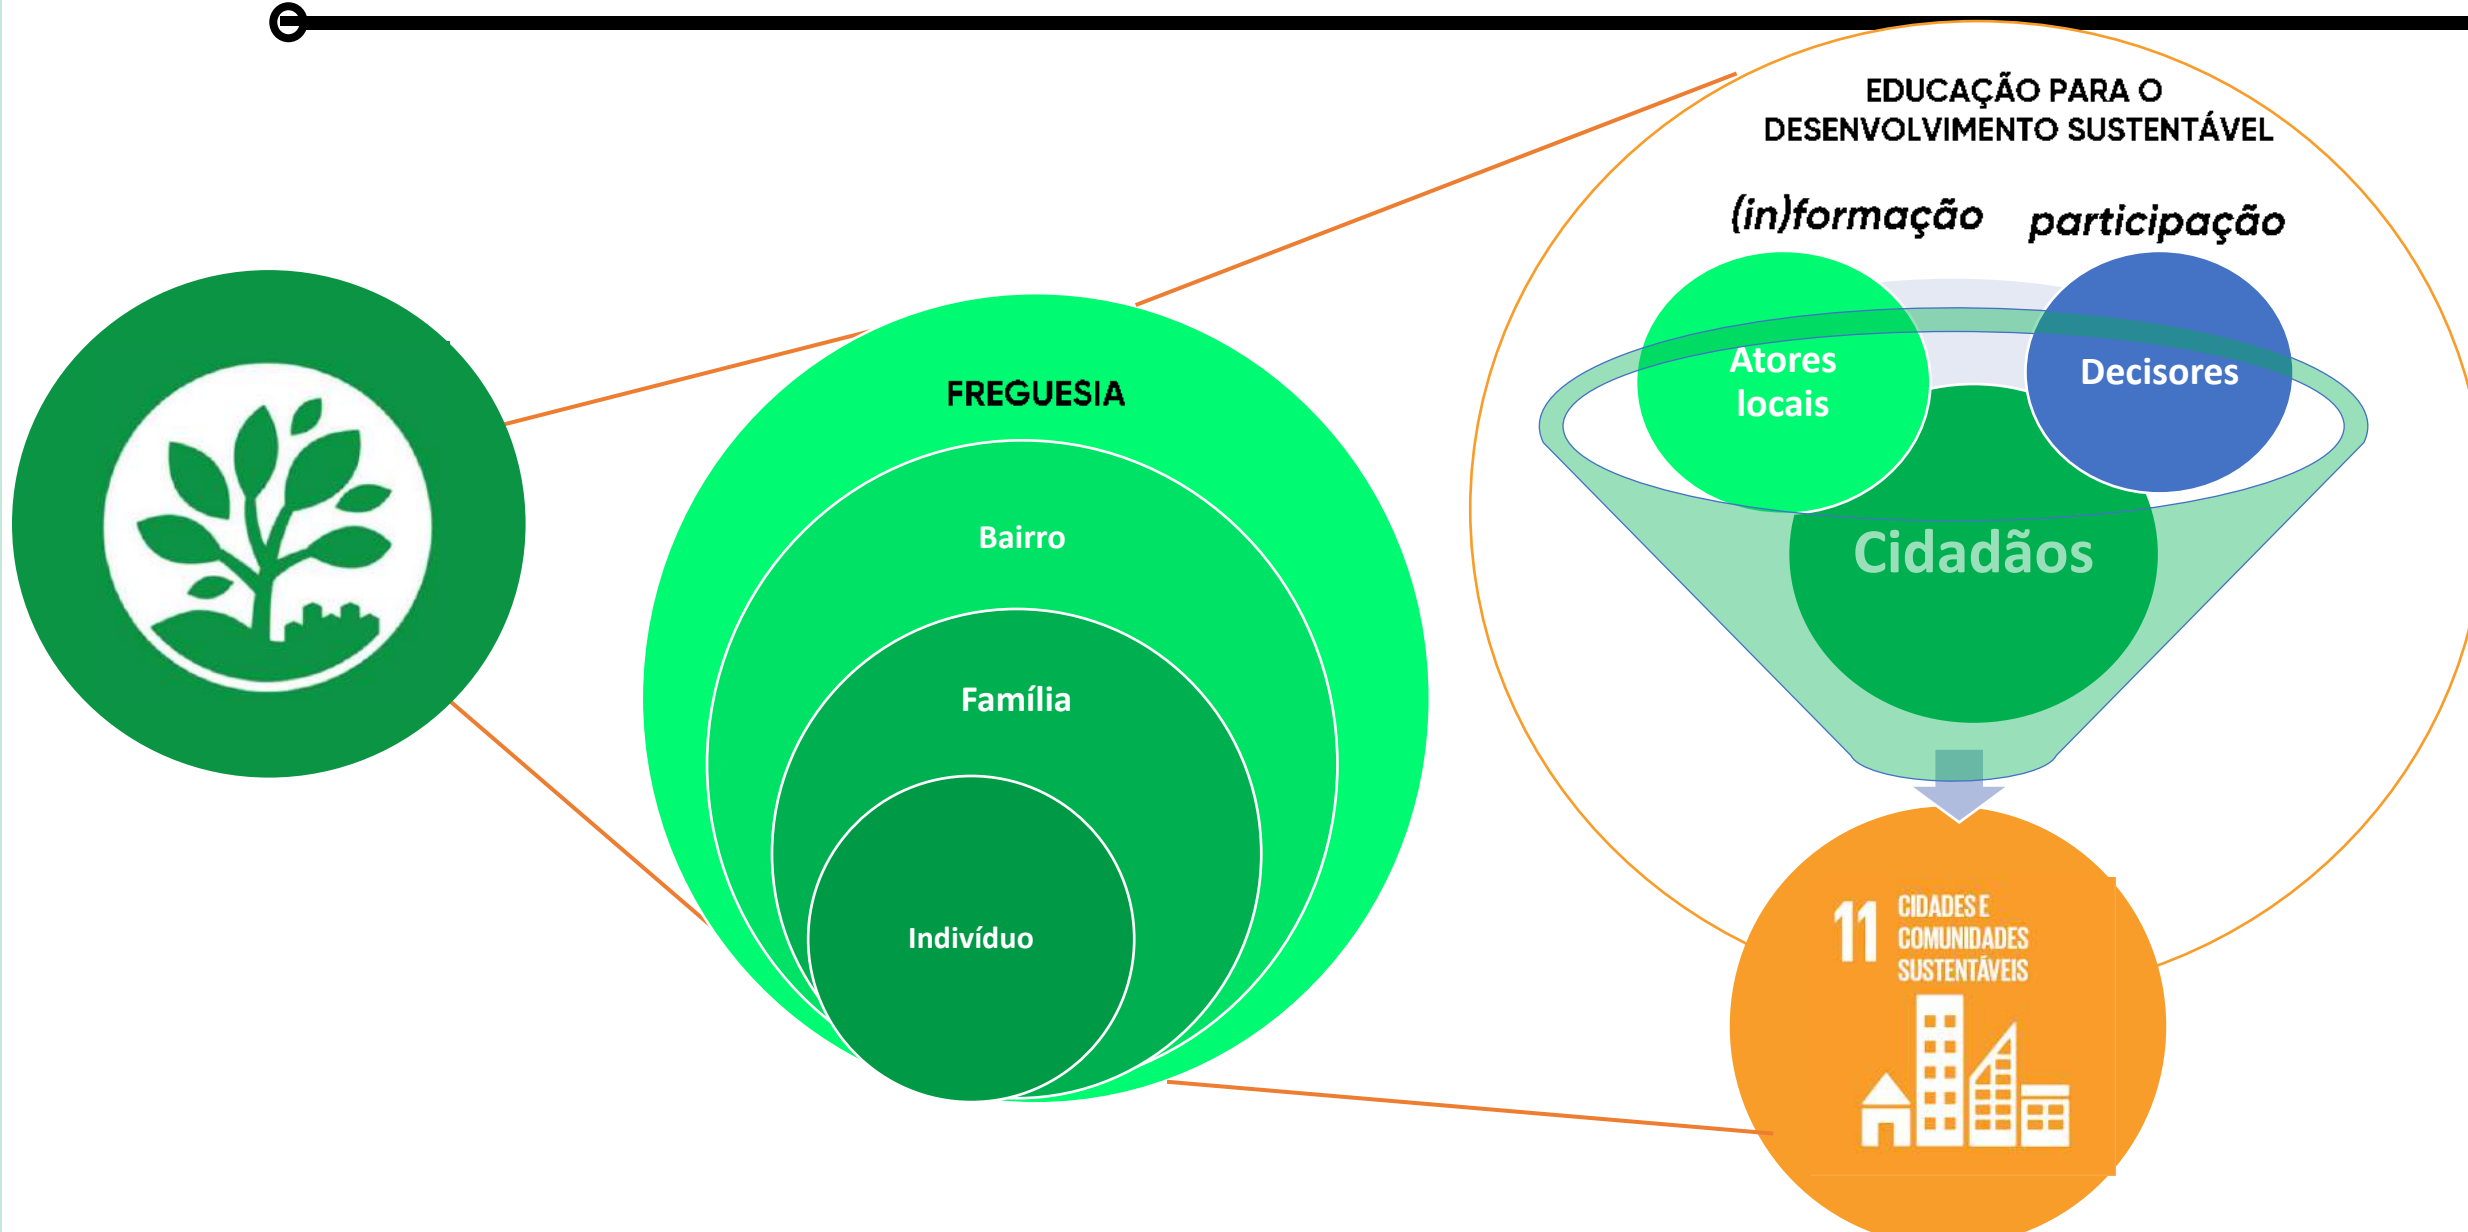 EDUCAÇÃO PARA O
DESENVOLVIMENTO SUSTENTÁVEL
(in)formação participação
Atores
locais
Decisores
Cidadãos
FREGUESIA
Bairro
Família
Indivíduo
11 CIDADES E
COMUNIDADES
SUSTENTÁVEIS